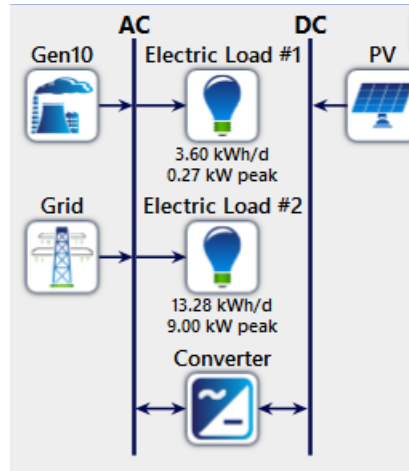 AC DC
Gen10 Electric Load #1 PV
3.60 kWh/d
0.27 kW peak
Grid Electric Load #2
13.28 kWh/d
9.00 kW peak
Converter